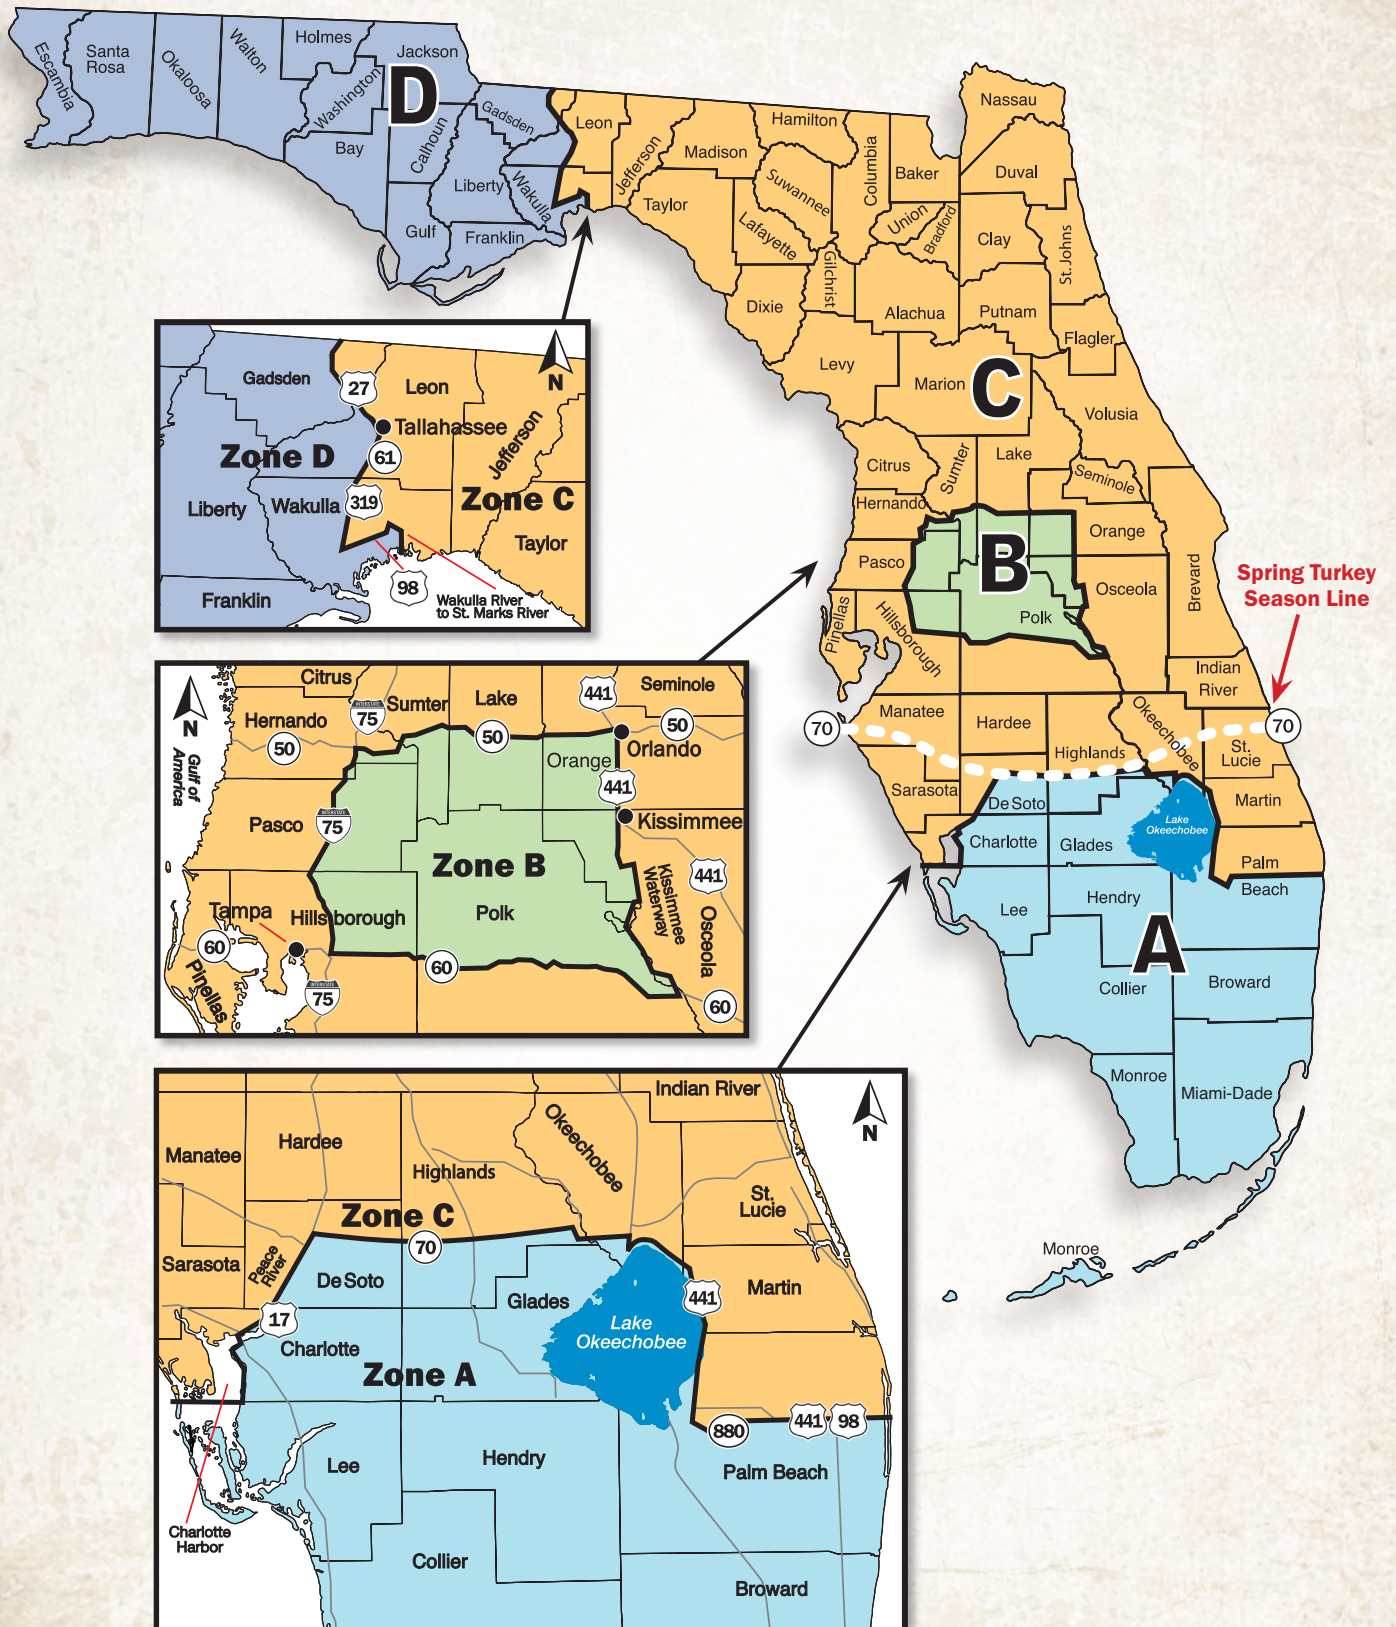 Escambia
Santa
Rosa
Okaloosa
Walton
Holmes
Washington
Jackson
D
Bay
Calhoun
Gadsden
Liberty
Wakulla
Gulf
Franklin
Leon
Jefferson
Madison
Taylor
Hamilton
Suwannee
Lafayette
Columbia
Baker
Nassau
Duval
Union
Bradford
Clay
St. Johns
Gilchrist
Dixie
Alachua
Putnam
Flagler
Levy
Marion
C
Volusia
Citrus
Sumter
Lake
Seminole
Hernando
Orange
B
Pasco
Osceola
Brevard
Polk
Pinellas
Hillsborough
Spring Turkey
Season Line
Indian
River
Manatee
Hardee
Highlands
Okeechobee
70
70
St.
Lucie
Sarasota
De Soto
Martin
Lake
Okeechobee
Charlotte
Glades
Palm
Beach
Hendry
Lee
A
Collier
Broward
Monroe
Miami-Dade
Monroe
Gadsden
27
Leon
N
Tallahassee
Zone D
61
Jefferson
Liberty
Wakulla
319
Zone C
Taylor
98
Franklin
Wakulla River
to St. Marks River
N
Citrus
Hernando
50
INTERSTATE
75
Sumter
Lake
50
441
Seminole
50
Orlando
Gulf of
America
Orange
441
Pasco
INTERSTATE
75
Kissimmee
Zone B
Kissimmee
Waterway
441
Osceola
Tampa
Hillsborough
Polk
60
60
Pinellas
INTERSTATE
75
60
Indian River
N
Manatee
Hardee
Highlands
Okeechobee
St.
Lucie
Zone C
70
Sarasota
Peace
River
De Soto
Glades
441
Martin
17
Charlotte
Lake
Okeechobee
Zone A
880
441
98
Lee
Hendry
Palm Beach
Charlotte
Harbor
Collier
Broward